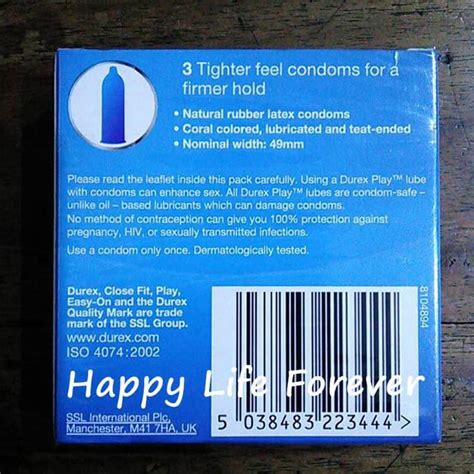 3 Tighter feel condoms for a
firmer hold
• Natural rubber latex condoms
• Coral colored, lubricated and teat-ended
• Nominal width: 49mm
Please read the leaflet inside this pack carefully. Using a Durex Play™ lube
with condoms can enhance sex. All Durex Play™ lubes are condom-safe –
unlike oil – based lubricants which can damage condoms.
No method of contraception can give you 100% protection against
pregnancy, HIV, or sexually transmitted infections.
Use a condom only once. Dermatologically tested.
Durex, Close Fit, Play,
Easy-On and the Durex
Quality Mark are trade
mark of the SSL Group.
www.durex.com
ISO 4074:2002
Happy Life Forever
SSL International Plc,
Manchester, M41 7HA, UK
5 038483 223444 >
8104894